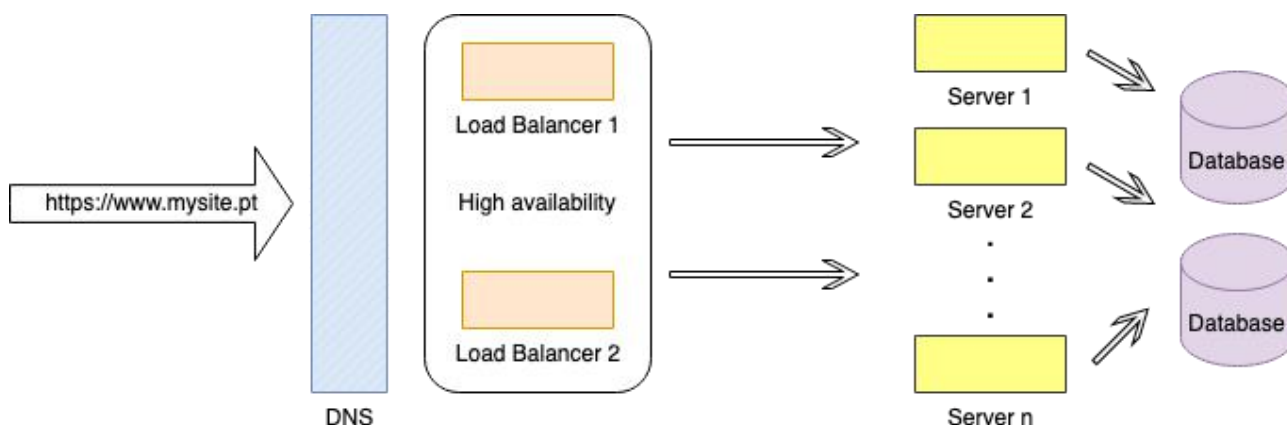 https://www.mysite.pt
DNS
Load Balancer 1
High availability
Load Balancer 2
Server 1
Server 2
Server n
Database
Database